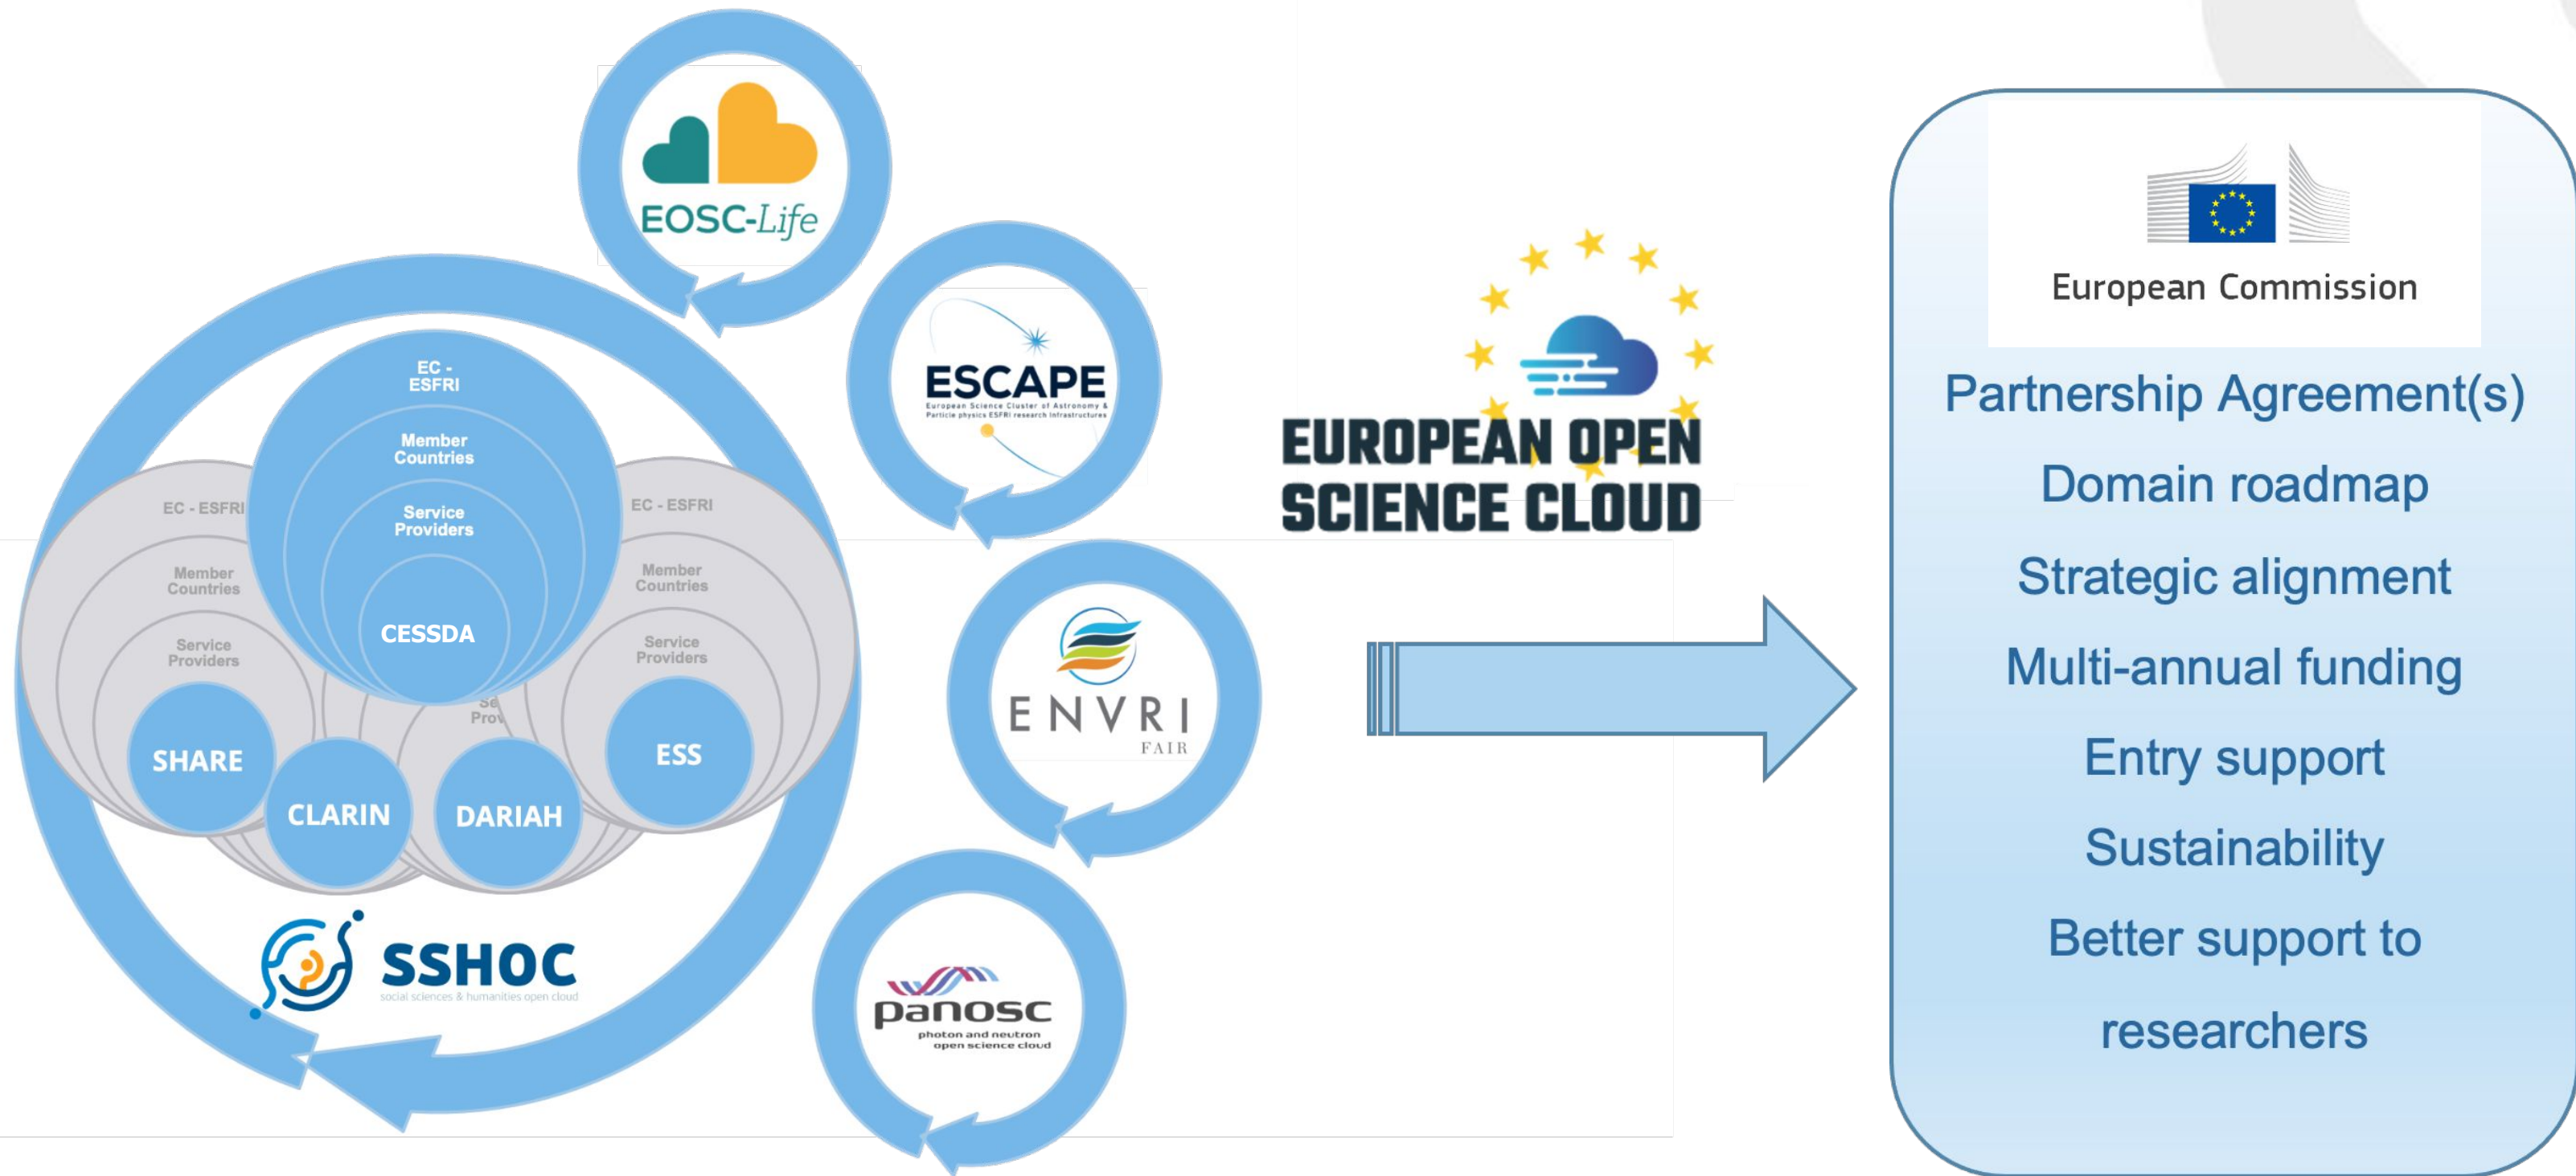 EOSC-Life
EC -
ESFRI
Member
Countries
Service
Providers
CESSDA
EC - ESFRI
Member
Countries
Service
Providers
SHARE
EC - ESFRI
Member
Countries
Service
Providers
ESS
Se
Prov
CLARIN
DARIAH
SSHOC
social sciences & humanities open cloud
ESCAPE
European Science Cluster of Astronomy &
Particle physics ESFRI research Infrastructures
ENVRI
FAIR
panosc
photon and neutron
open science cloud
EUROPEAN OPEN
SCIENCE CLOUD
European Commission
Partnership Agreement(s)
Domain roadmap
Strategic alignment
Multi-annual funding
Entry support
Sustainability
Better support to
researchers